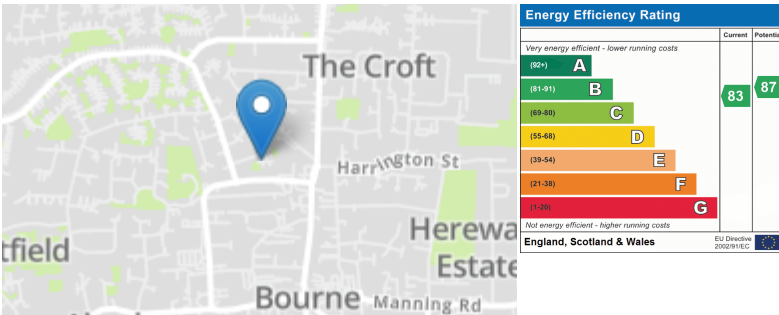 The Croft
Harrington St
Herewa
Estate
tfield
Bourne
Manning Rd
Energy Efficiency Rating
Current
Potentia
Very energy efficient - lower running costs
(92+) A
(81-91) B
83
87
(69-80) C
(55-68) D
(39-54) E
(21-38) F
(1-20) G
Not energy efficient - higher running costs
England, Scotland & Wales
EU Directive
2002/91/EC